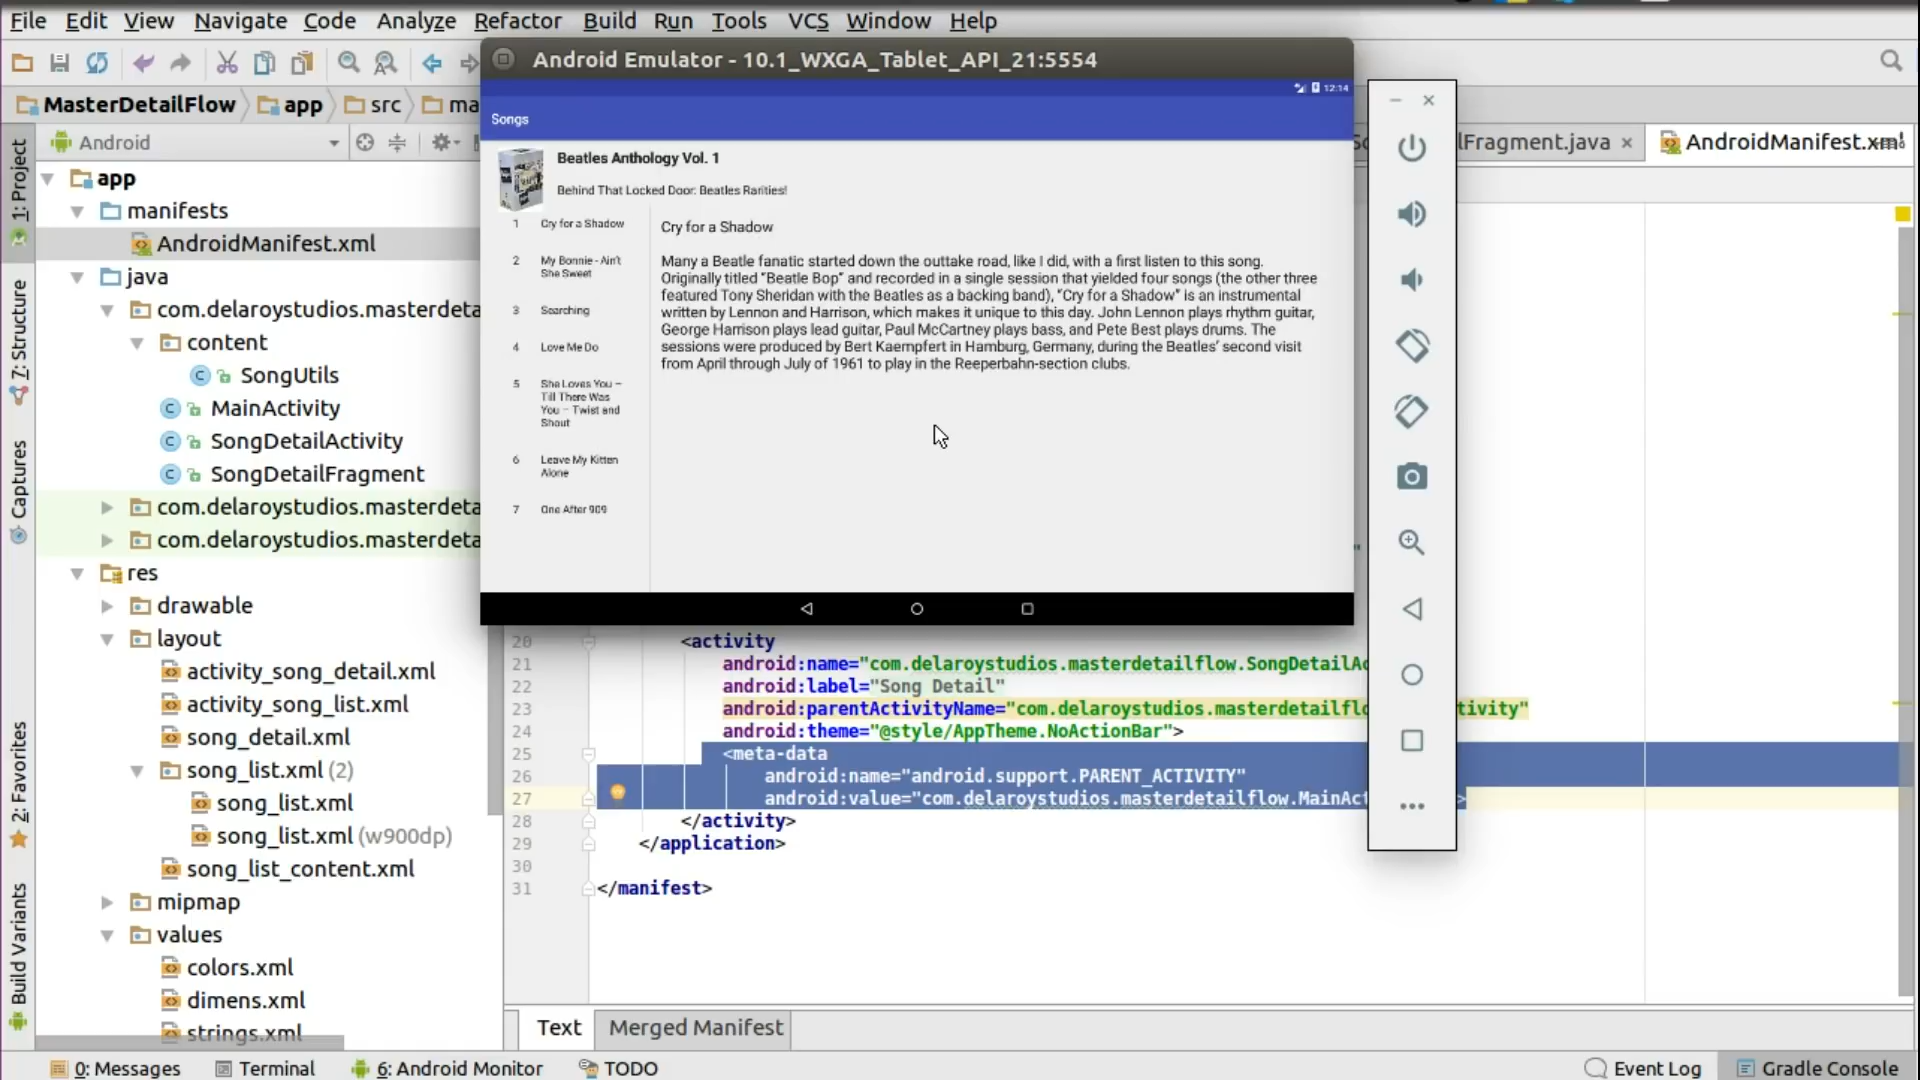 File Edit View Navigate Code Analyze Refactor Build Run Tools VCS Window Help
Android Emulator - 10.1_WXGA_Tablet_API_21:5554
12:14
MasterDetailFlow app src
Songs
Android
Fragment.java
AndroidManifest.xml
1: Project
7: Structure
Captures
2: Favorites
Build Variants
app
manifests
AndroidManifest.xml
java
com.delaroystudios.masterdeta
content
SongUtils
MainActivity
SongDetailActivity
SongDetailFragment
com.delaroystudios.masterdeta
com.delaroystudios.masterdeta
res
drawable
layout
activity_song_detail.xml
activity_song_list.xml
song_detail.xml
song_list.xml (2)
song_list.xml
song_list.xml (w900dp)
song_list_content.xml
mipmap
values
colors.xml
dimens.xml
strings.xml
Beatles Anthology Vol. 1
Behind That Locked Door: Beatles Rarities!
1 Cry for a Shadow
2 My Bonnie - Ain't
She Sweet
3 Searching
4 Love Me Do
5 She Loves You –
Till There Was
You – Twist and
Shout
6 Leave My Kitten
Alone
7 One After 909
Cry for a Shadow
Many a Beatle fanatic started down the outtake road, like I did, with a first listen to this song.
Originally titled “Beatle Bop” and recorded in a single session that yielded four songs (the other three
featured Tony Sheridan with the Beatles as a backing band), “Cry for a Shadow” is an instrumental
written by Lennon and Harrison, which makes it unique to this day. John Lennon plays rhythm guitar,
George Harrison plays lead guitar, Paul McCartney plays bass, and Pete Best plays drums. The
sessions were produced by Bert Kaempfert in Hamburg, Germany, during the Beatles’ second visit
from April through July of 1961 to play in the Reeperbahn-section clubs.
20 <activity
21 android:name="com.delaroystudios.masterdetailflow.SongDetailAc
22 android:label="Song Detail"
23 android:parentActivityName="com.delaroystudios.masterdetailflo tivity"
24 android:theme="@style/AppTheme.NoActionBar">
25 <meta-data
26 android:name="android.support.PARENT_ACTIVITY"
27 android:value="com.delaroystudios.masterdetailflow.MainAct >
28 </activity>
29 </application>
30
31 </manifest>
Text Merged Manifest
0: Messages Terminal 6: Android Monitor TODO Event Log Gradle Console